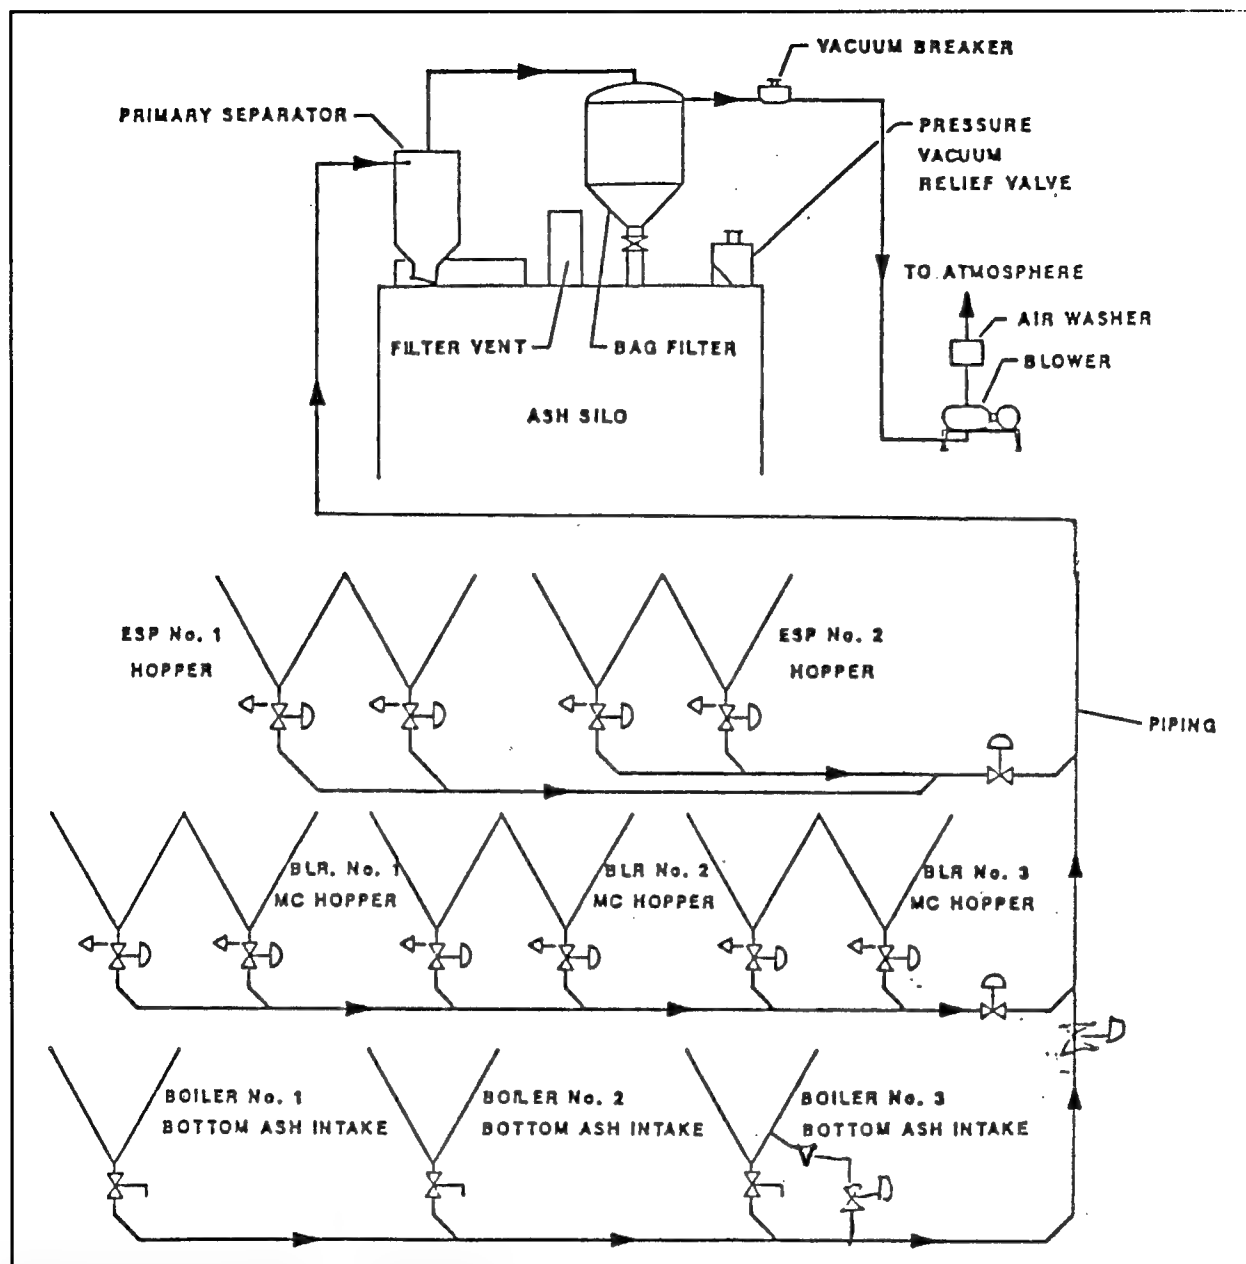 VACUUM BREAKER
PRIMARY SEPARATOR
PRESSURE
VACUUM
RELIEF VALVE
TO ATMOSPHERE
AIR WASHER
BLOWER
FILTER VENT
BAG FILTER
ASH SILO
ESP No. 1
HOPPER
ESP No. 2
HOPPER
PIPING
BLR. No. 1
MC HOPPER
BLR No. 2
MC HOPPER
BLR No. 3
MC HOPPER
BOILER No. 1
BOTTOM ASH INTAKE
BOILER No. 2
BOTTOM ASH INTAKE
BOILER No. 3
BOTTOM ASH INTAKE